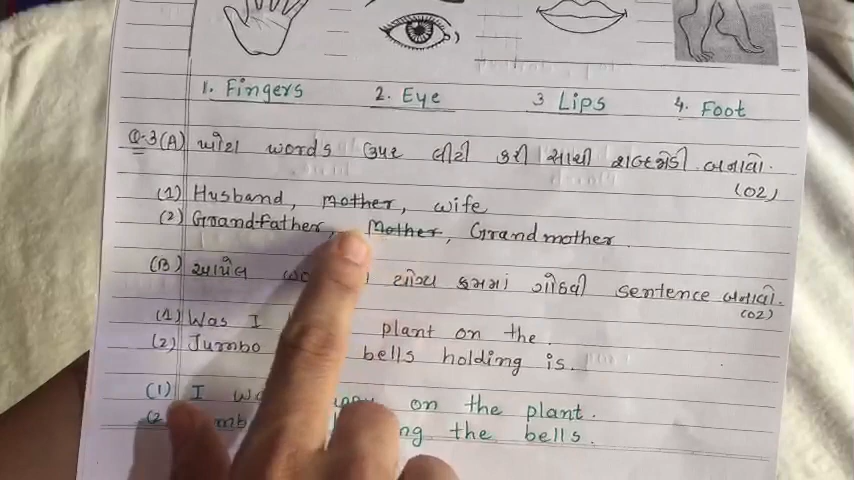 1. Fingers 2. Eye 3 Lips 4. Foot
Q.3(A) ખોટા words ઉપર લીટી કરી સાચી શબ્દજોડી બનાવો.
(02)
(1) Husband, Mother, wife
(2) Grandfather, Mother, Grandmother.
(B) આપેલ યોગ્ય ક્રમમાં ગોઠવી sentence બનાવો.
(02)
(1) Was I plant on the.
(2) Jumbo bells holding is.
(1) I on the plant.
(2) the bells.